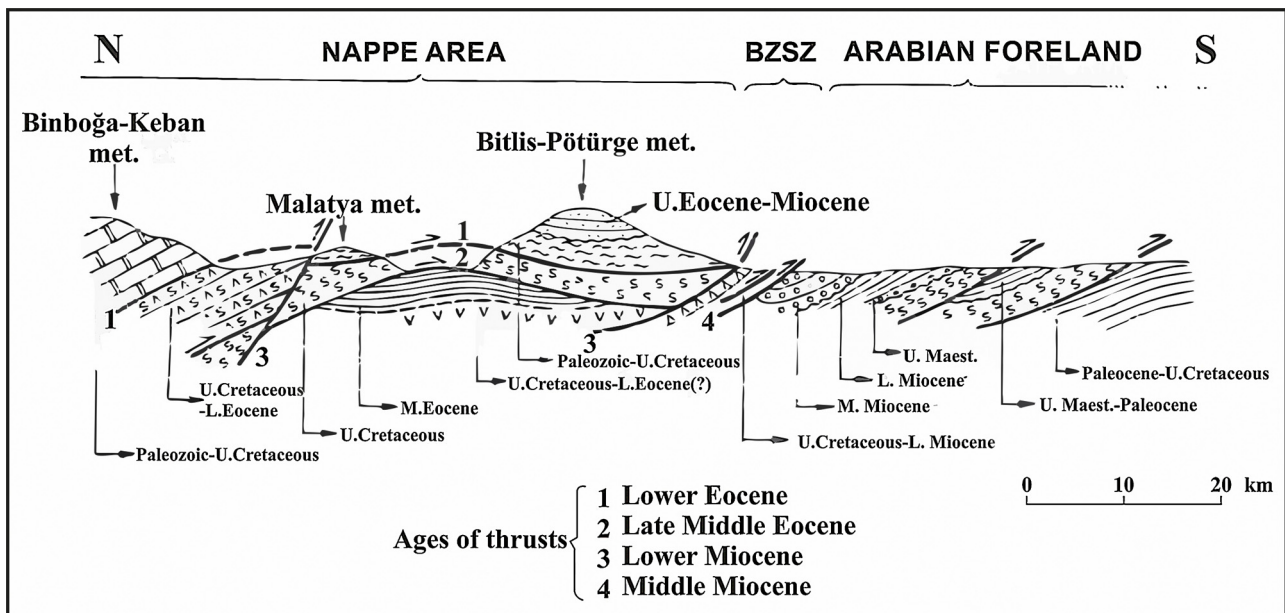 N
NAPPE AREA
BZSZ
ARABIAN FORELAND
S
Binboğa-Keban
met.
Bitlis-Pötürge met.
Malatya met.
U.Eocene-Miocene
1
2
1
3
3
4
Paleozoic-U.Cretaceous
U.Cretaceous-L.Eocene(?)
U.Cretaceous
-L.Eocene
M.Eocene
U.Cretaceous
Paleozoic-U.Cretaceous
U. Maest.
L. Miocene
M. Miocene
U.Cretaceous-L. Miocene
Paleocene-U.Cretaceous
U. Maest.-Paleocene
0 10 20 km
Ages of thrusts
1 Lower Eocene
2 Late Middle Eocene
3 Lower Miocene
4 Middle Miocene